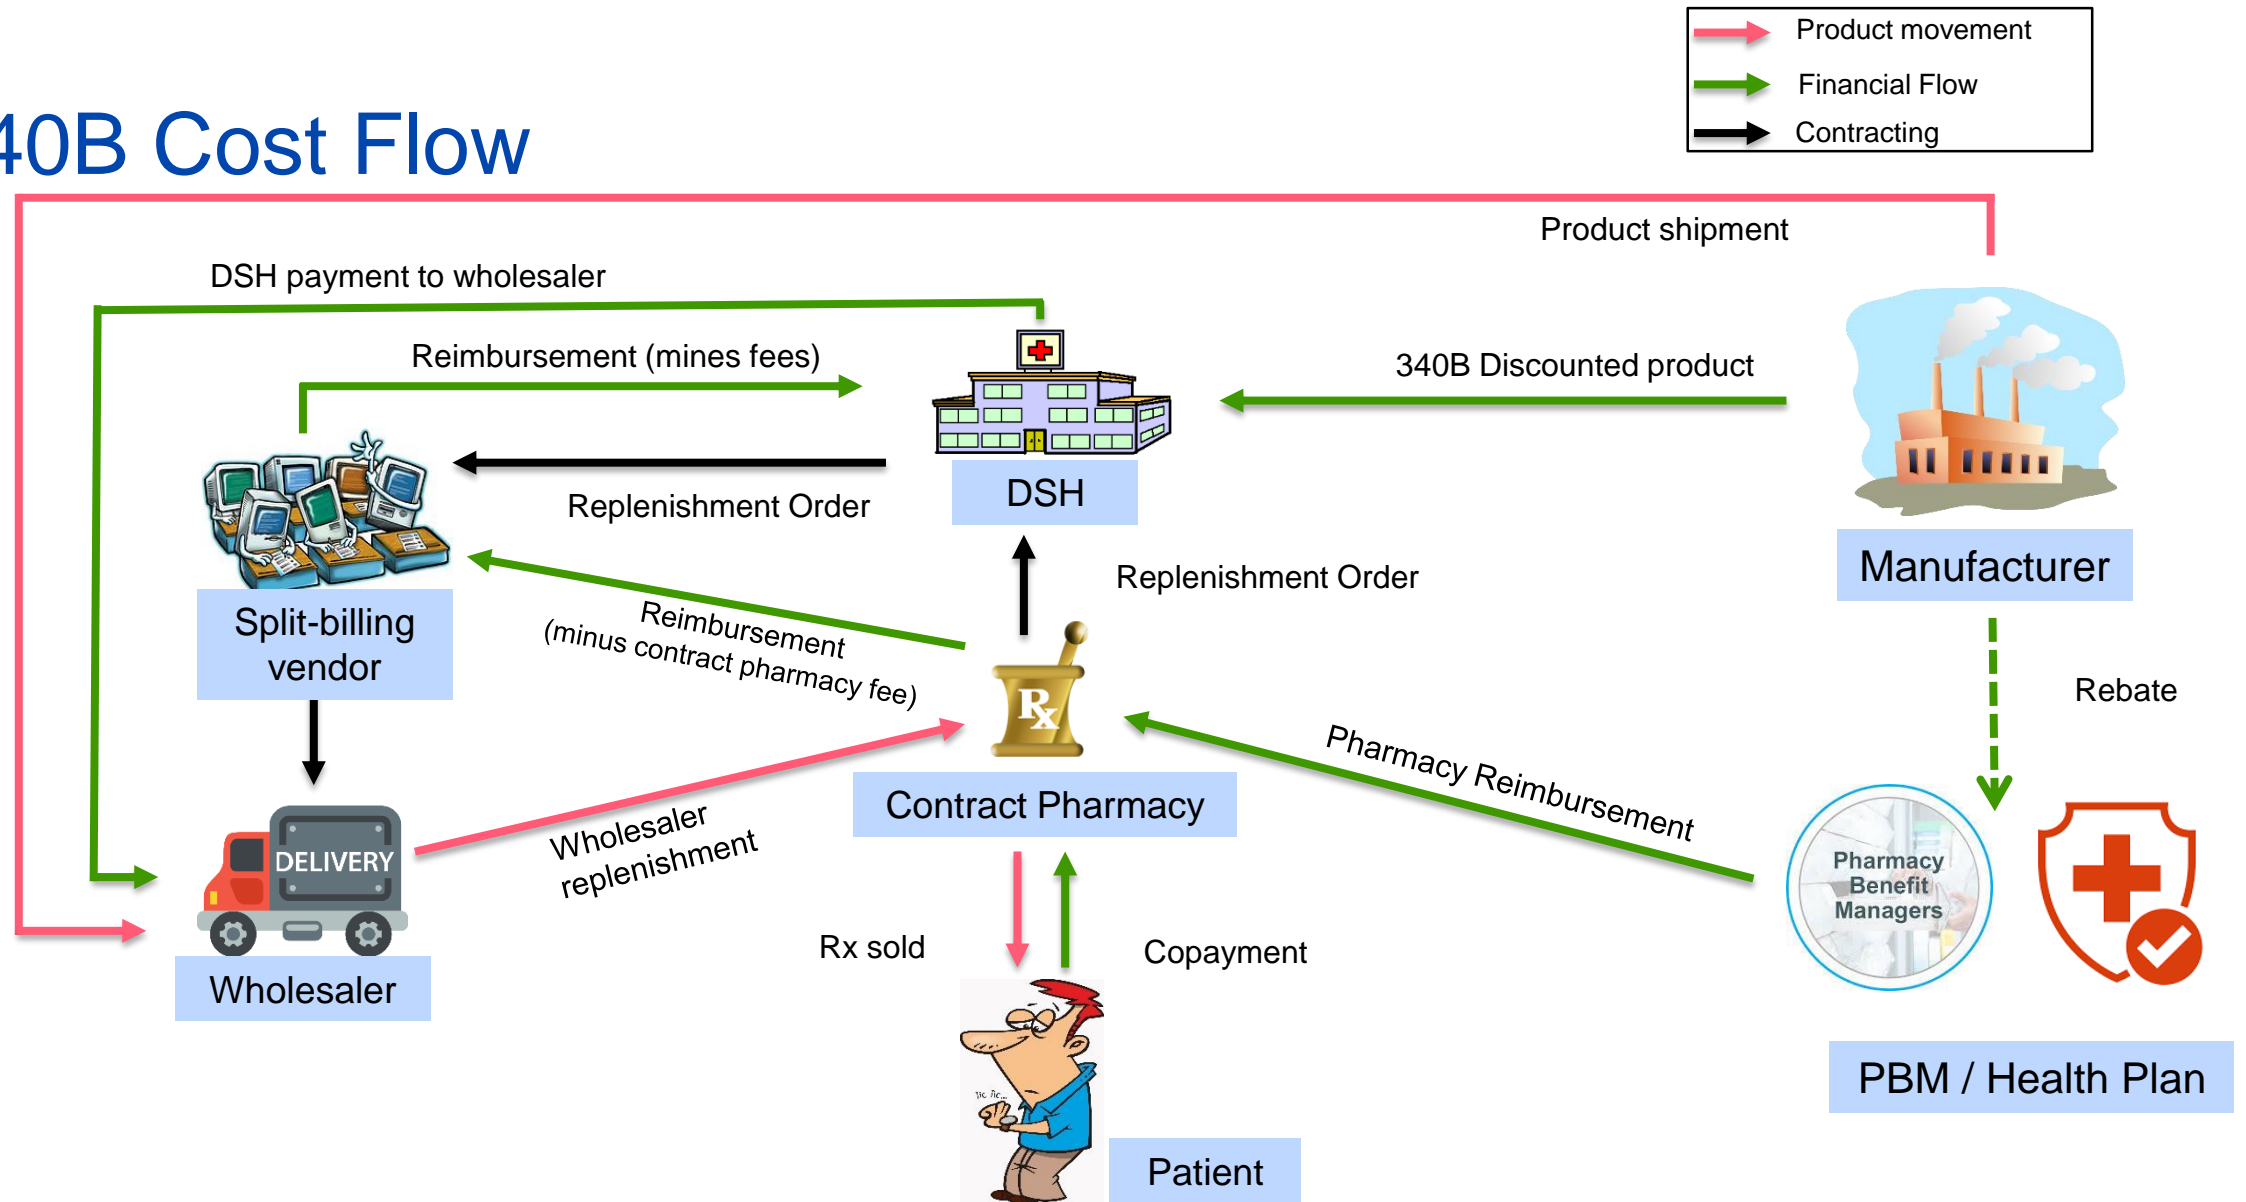 Product movement
Financial Flow
Contracting
40B Cost Flow
Product shipment
DSH payment to wholesaler
Reimbursement (mines fees)
340B Discounted product
Replenishment Order
DSH
Replenishment Order
Manufacturer
Split-billing
vendor
Reimbursement
(minus contract pharmacy fee)
Rx
Rebate
Pharmacy Reimbursement
Contract Pharmacy
Wholesaler
replenishment
DELIVERY
Pharmacy
Benefit
Managers
Rx sold
Copayment
Wholesaler
PBM / Health Plan
Patient